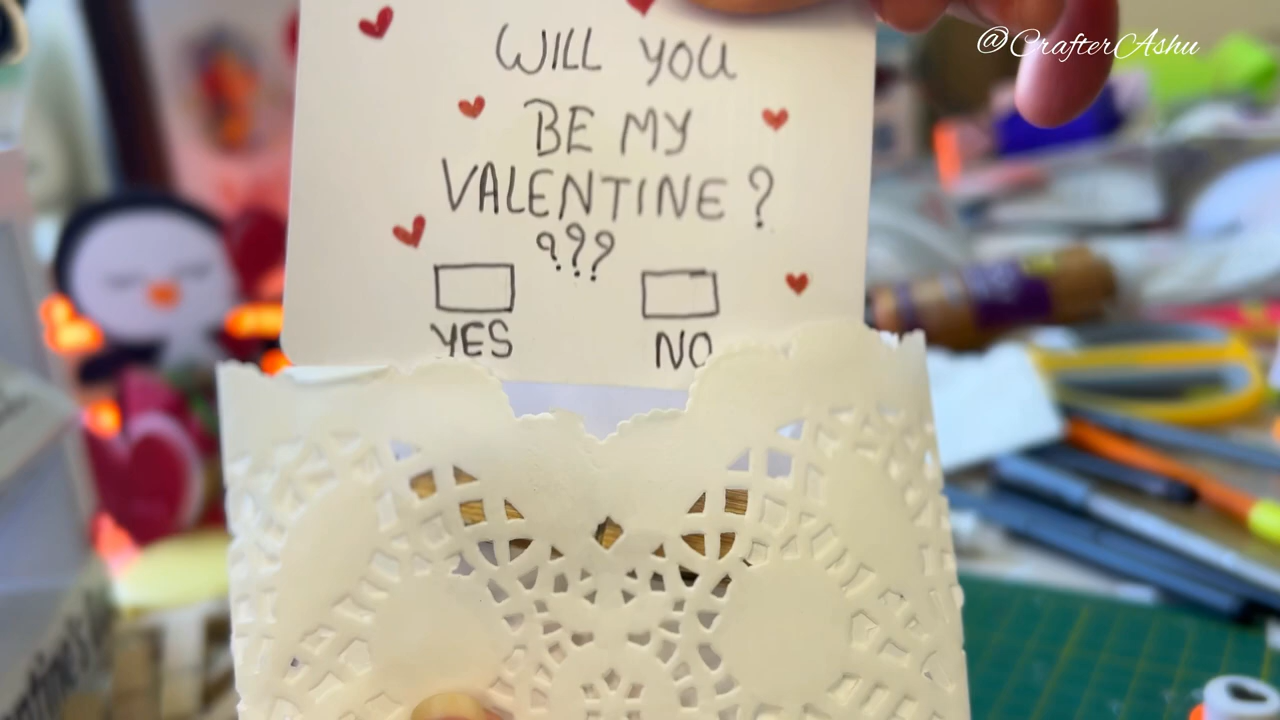 @CrafterAshu
WILL YOU
BE MY
VALENTINE?
???
YES NO